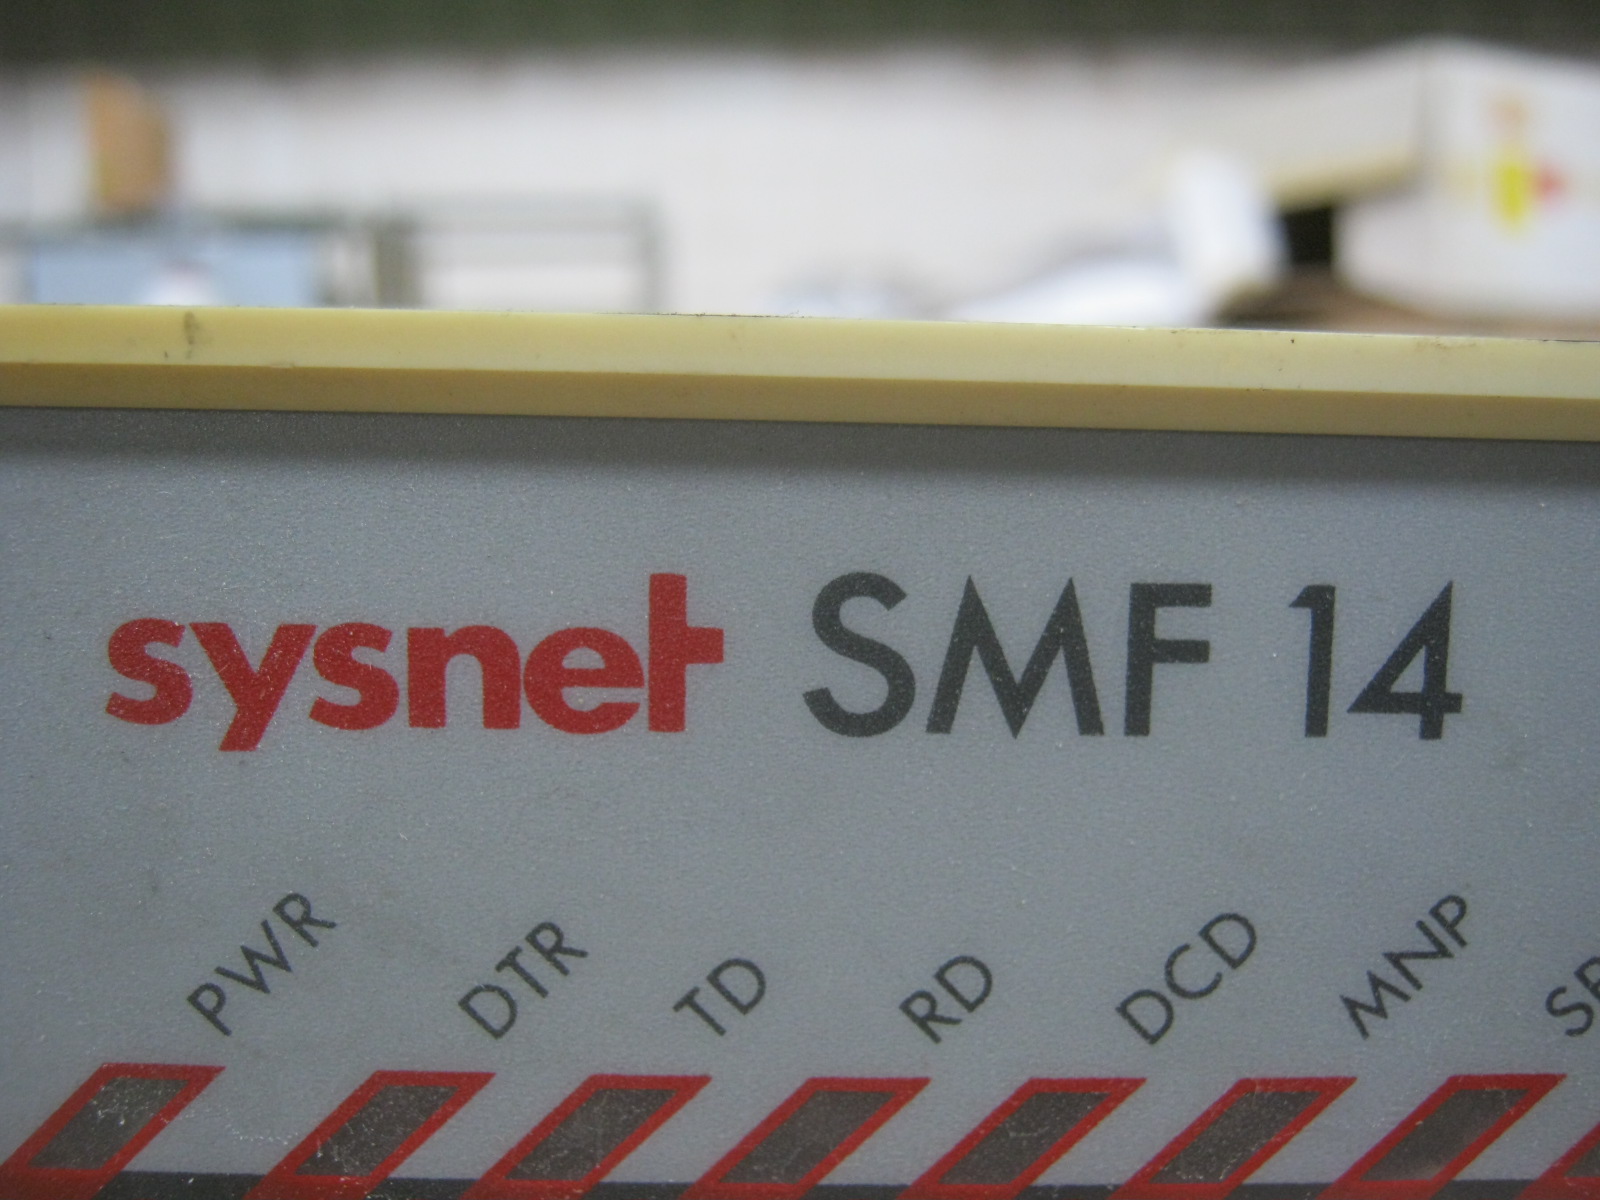 sysnet SMF 14
PWR DTR TD RD DCD MNP